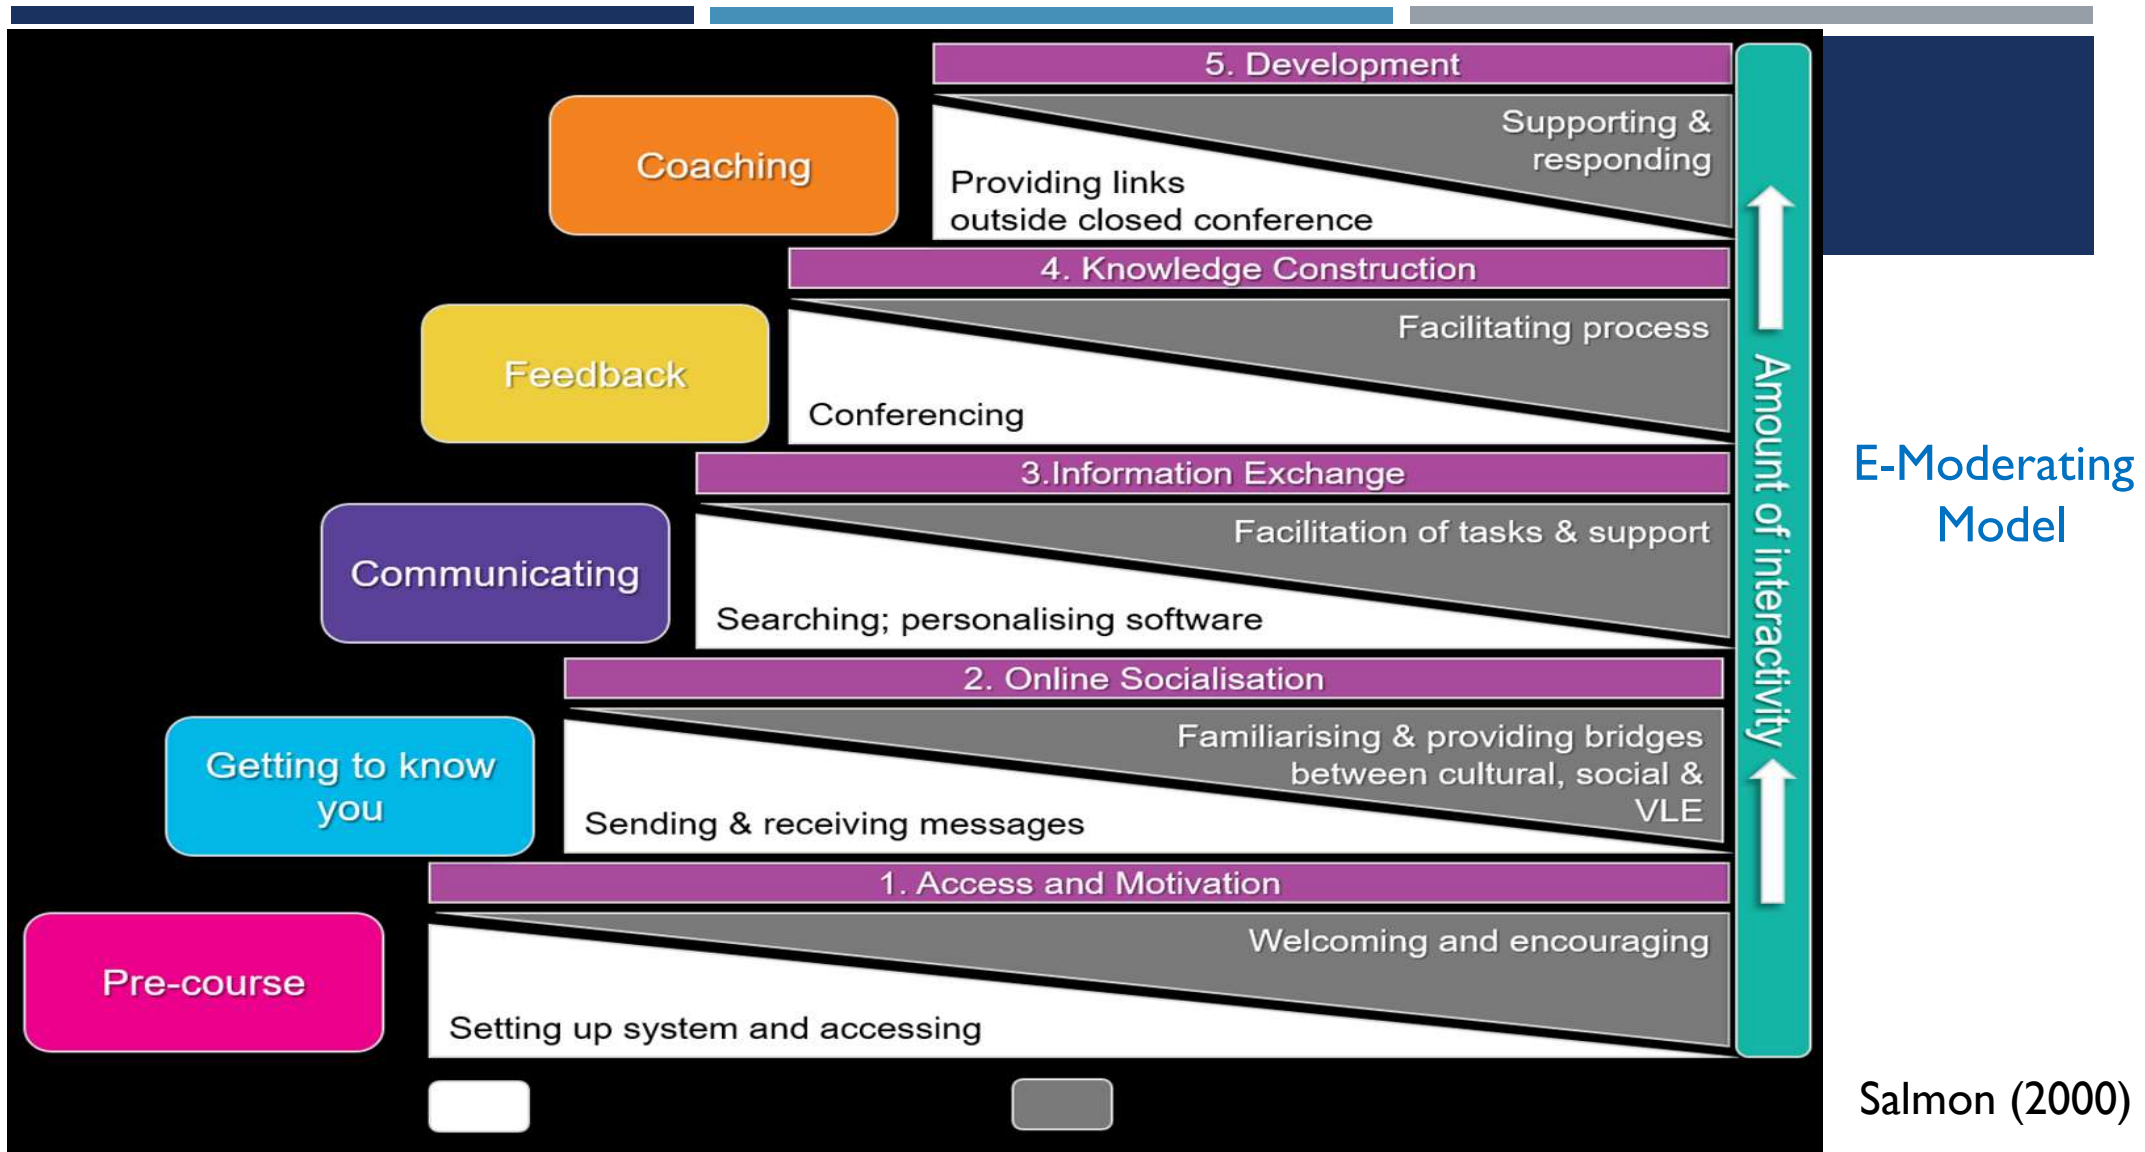 5. Development
Coaching
Supporting &
responding
Providing links
outside closed conference
4. Knowledge Construction
Feedback
Facilitating process
Conferencing
3.Information Exchange
Communicating
Facilitation of tasks & support
Searching; personalising software
2. Online Socialisation
Getting to know
you
Familiarising & providing bridges
between cultural, social &
VLE
Sending & receiving messages
1. Access and Motivation
Pre-course
Welcoming and encouraging
Setting up system and accessing
Amount of interactivity
E-Moderating
Model
Salmon (2000)